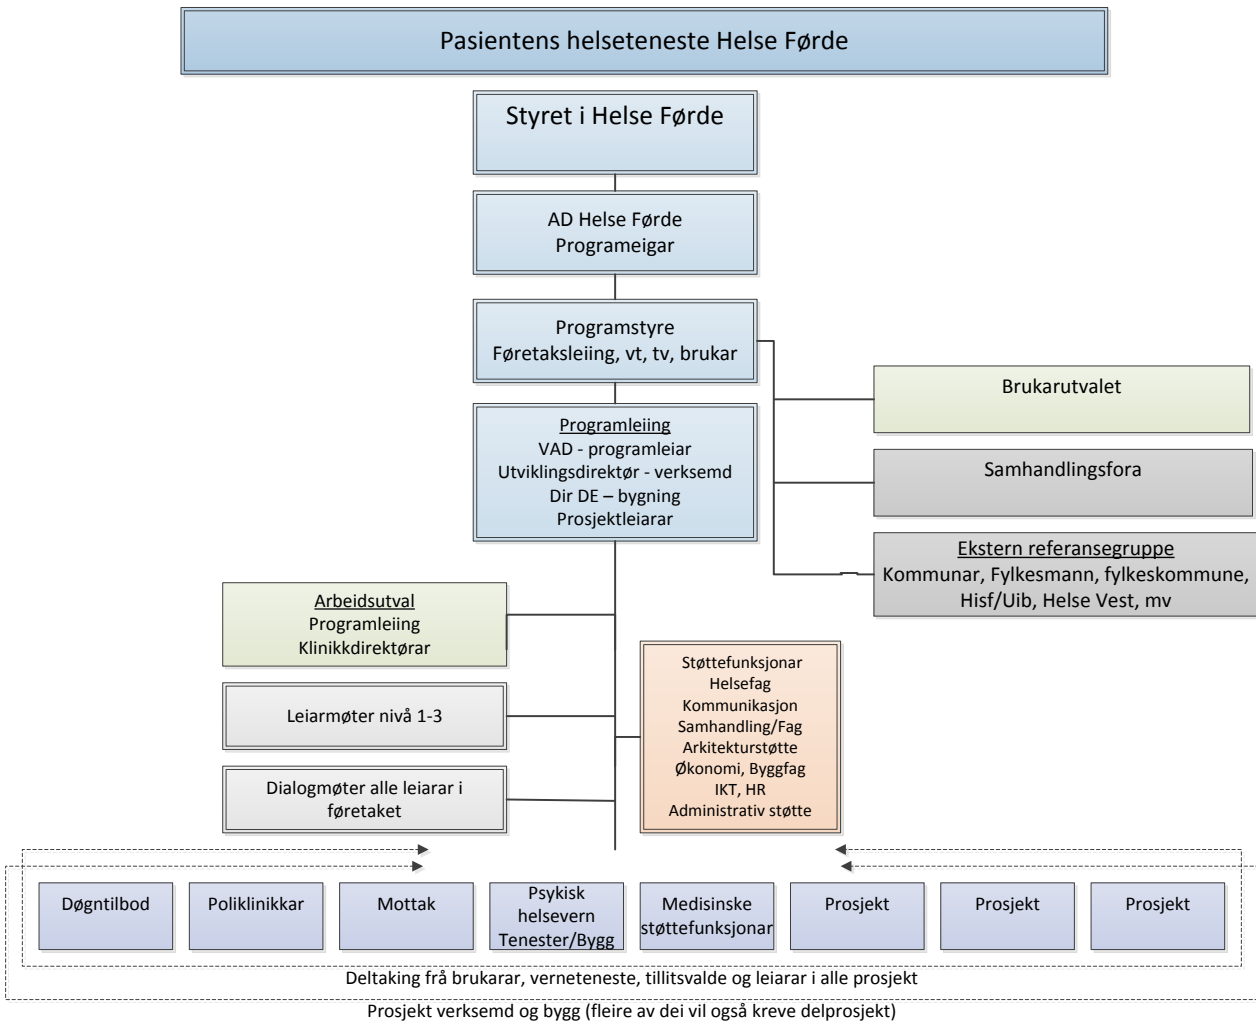 Pasientens helseteneste Helse Førde
Styret i Helse Førde
AD Helse Førde
Programeigar
Programstyre
Føretaksleiing, vt, tv, brukar
Programleiing
VAD - programleiar
Utviklingsdirektør - verksemd
Dir DE – bygning
Prosjektleiarar
Brukarutvalet
Samhandlingsfora
Ekstern referansegruppe
Kommunar, Fylkesmann, fylkeskommune,
Hisf/Uib, Helse Vest, mv
Arbeidsutval
Programleiing
Klinikkdirektørar
Leiarmøter nivå 1-3
Dialogmøter alle leiarar i
føretaket
Støttefunksjonar
Helsefag
Kommunikasjon
Samhandling/Fag
Arkitekturstøtte
Økonomi, Byggfag
IKT, HR
Administrativ støtte
Døgntilbod
Poliklinikkar
Mottak
Psykisk
helsevern
Tenester/Bygg
Medisinske
støttefunksjonar
Prosjekt
Prosjekt
Prosjekt
Deltaking frå brukarar, verneteneste, tillitsvalde og leiarar i alle prosjekt
Prosjekt verksemd og bygg (fleire av dei vil også kreve delprosjekt)